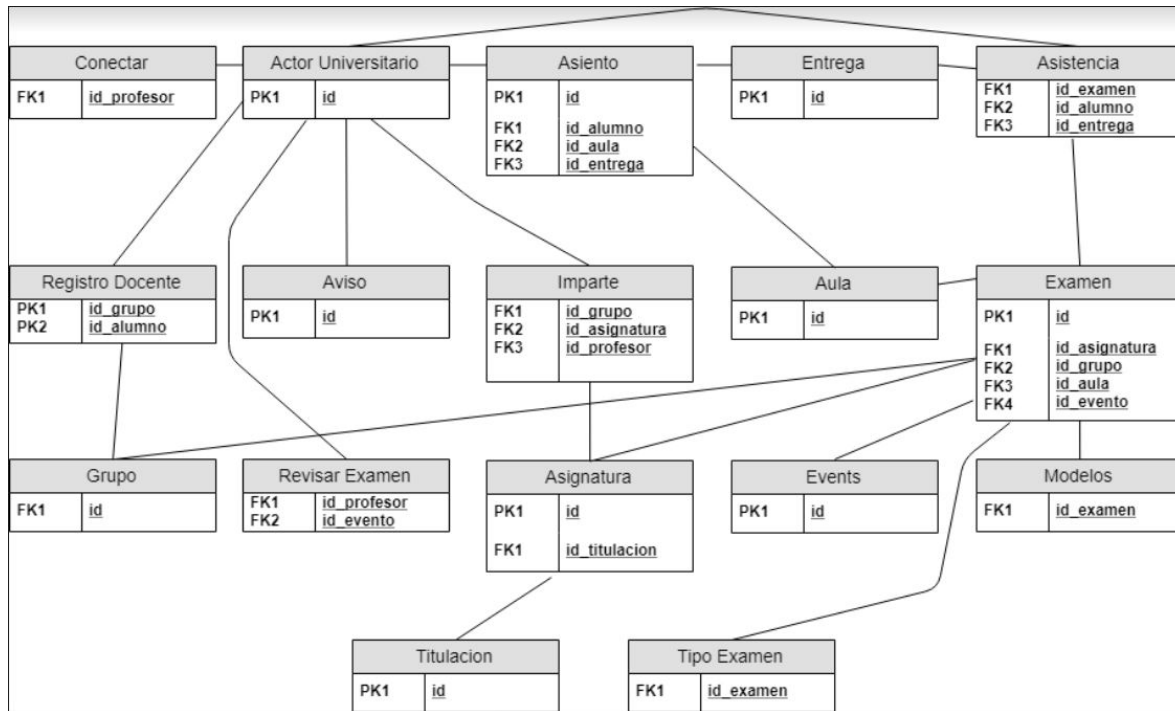 Conectar
FK1 id_profesor
Actor Universitario
PK1 id
Asiento
PK1 id
FK1 id_alumno
FK2 id_aula
FK3 id_entrega
Entrega
PK1 id
Asistencia
FK1 id_examen
FK2 id_alumno
FK3 id_entrega
Registro Docente
PK1 id_grupo
PK2 id_alumno
Aviso
PK1 id
Imparte
FK1 id_grupo
FK2 id_asignatura
FK3 id_profesor
Aula
PK1 id
Examen
PK1 id
FK1 id_asignatura
FK2 id_grupo
FK3 id_aula
FK4 id_evento
Grupo
FK1 id
Revisar Examen
FK1 id_profesor
FK2 id_evento
Asignatura
PK1 id
FK1 id_titulacion
Events
PK1 id
Modelos
FK1 id_examen
Titulacion
PK1 id
Tipo Examen
FK1 id_examen